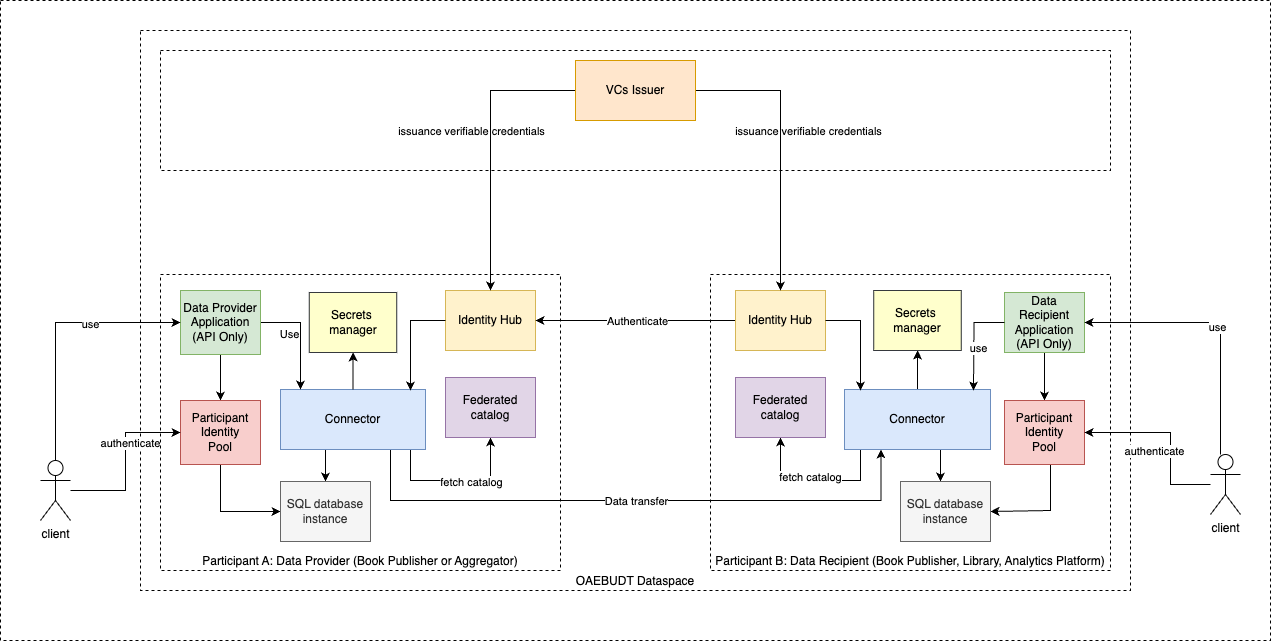 VCs Issuer
issuance verifiable credentials
issuance verifiable credentials
Data Provider
Application
(API Only)
Use
Secrets
manager
Identity Hub
Authenticate
Identity Hub
Secrets
manager
use
Data
Recipient
Application
(API Only)
use
use
Participant
Identity
Pool
Connector
Federated
catalog
Federated
catalog
Connector
Participant
Identity
Pool
authenticate
authenticate
fetch catalog
fetch catalog
SQL database
instance
Data transfer
SQL database
instance
client
client
Participant A: Data Provider (Book Publisher or Aggregator)
Participant B: Data Recipient (Book Publisher, Library, Analytics Platform)
OAEBUDT Dataspace